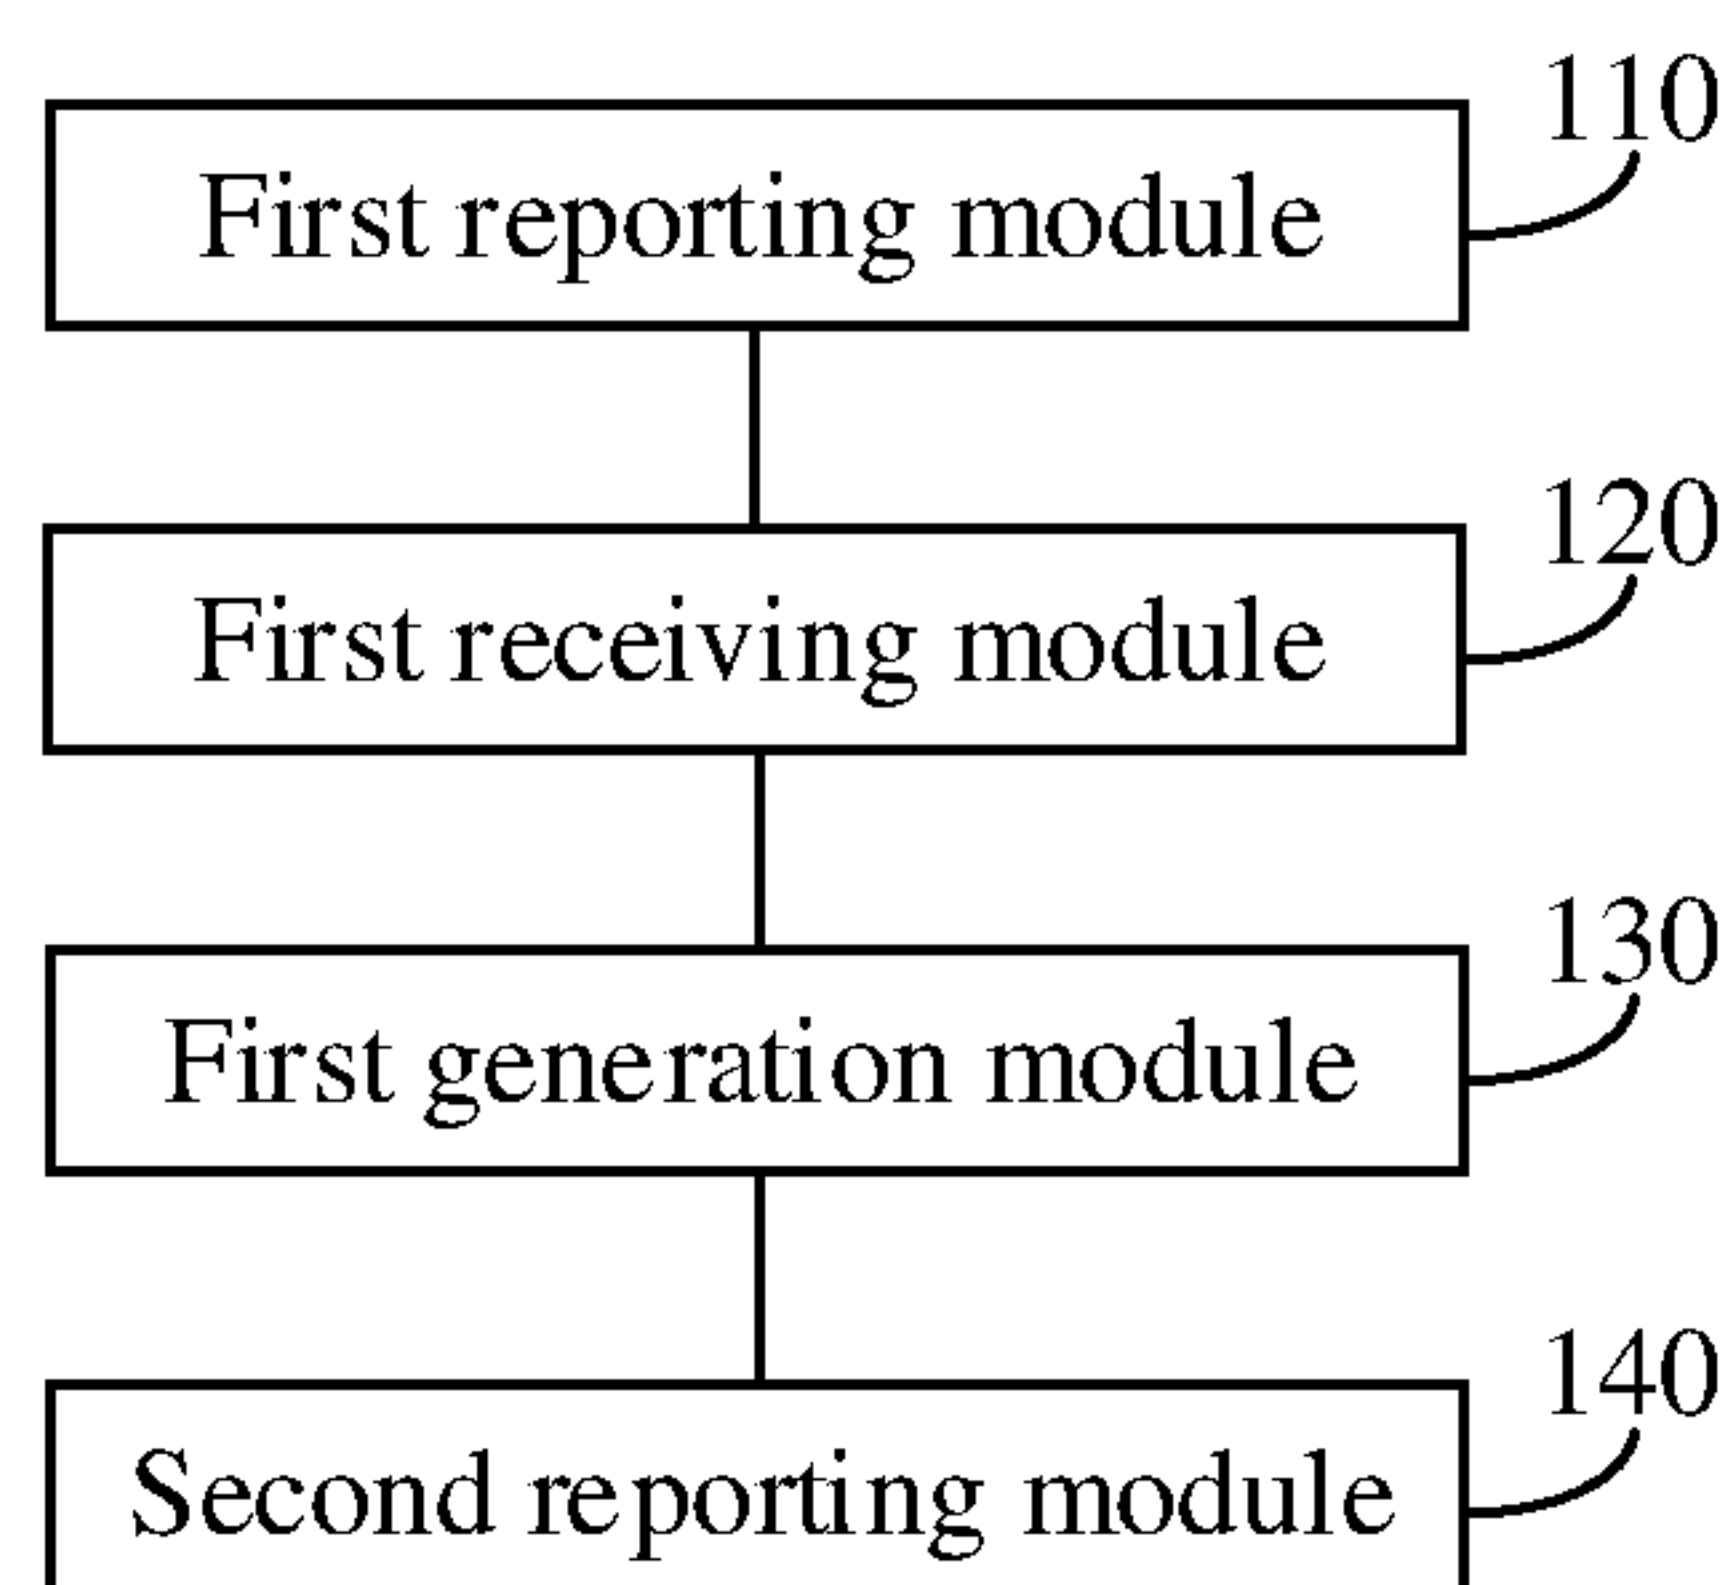 110
First reporting module
120
First receiving module
130
First generation module
140
Second reporting module